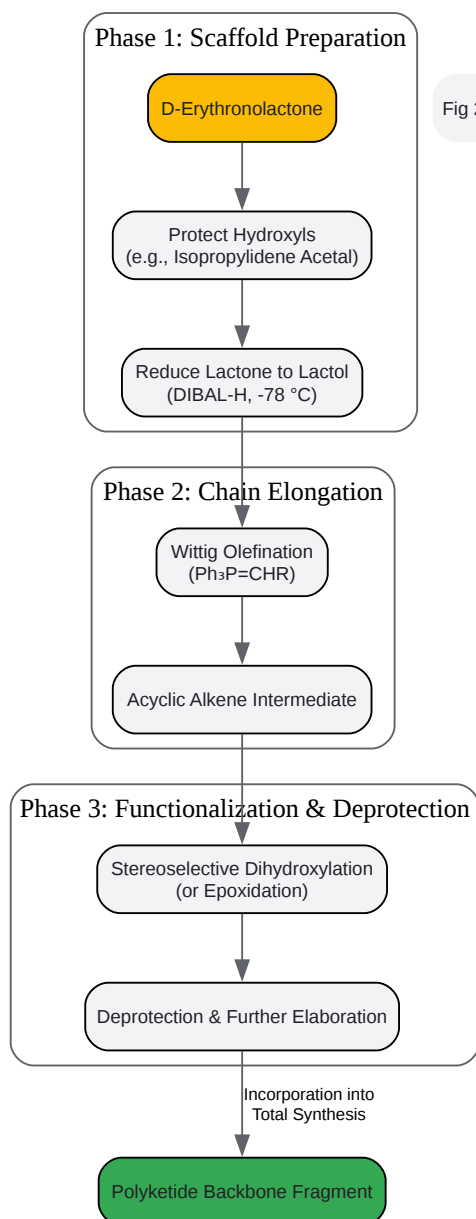 Phase 1: Scaffold Preparation
D-Erythronolactone
Fig 2
Protect Hydroxyls
(e.g., Isopropylidene Acetal)
Reduce Lactone to Lactol
(DIBAL-H, -78 °C)
Phase 2: Chain Elongation
Wittig Olefination
(Ph₃P=CHR)
Acyclic Alkene Intermediate
Phase 3: Functionalization & Deprotection
Stereoselective Dihydroxylation
(or Epoxidation)
Deprotection & Further Elaboration
Incorporation into
Total Synthesis
Polyketide Backbone Fragment